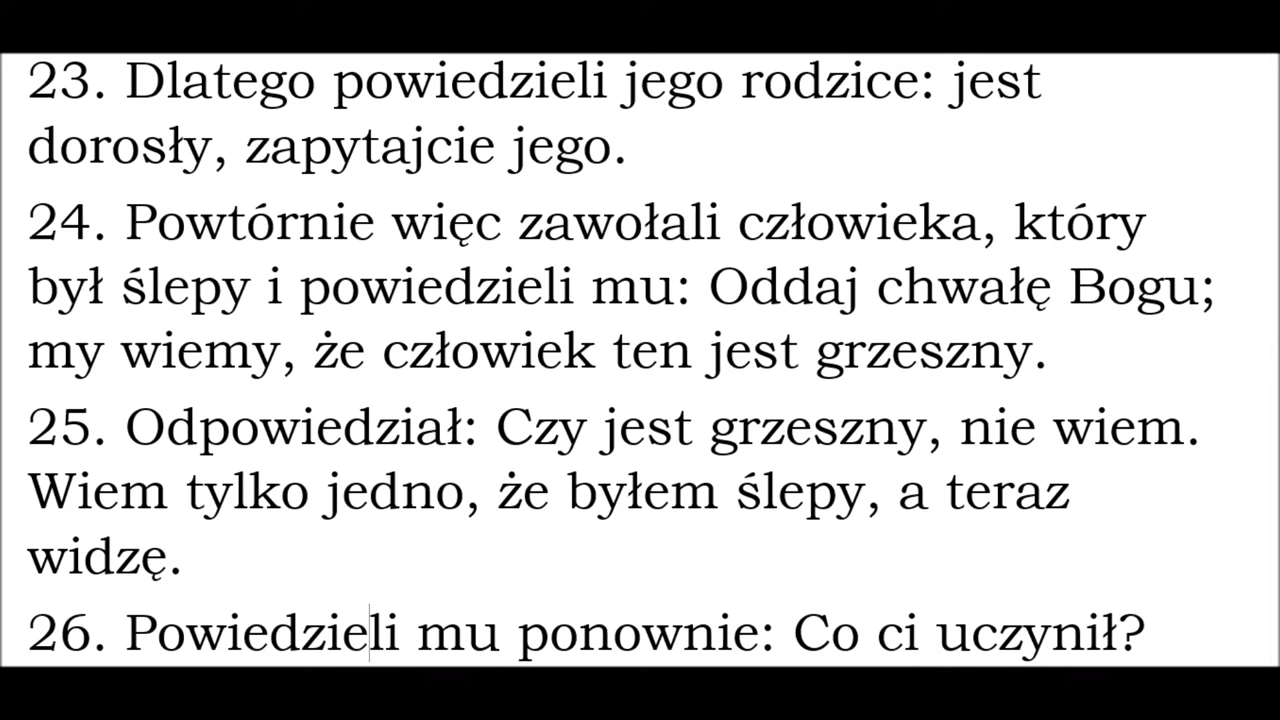 23. Dlatego powiedzieli jego rodzice: jest
dorosły, zapytajcie jego.
24. Powtórnie więc zawołali człowieka, który
był ślepy i powiedzieli mu: Oddaj chwałę Bogu;
my wiemy, że człowiek ten jest grzeszny.
25. Odpowiedział: Czy jest grzeszny, nie wiem.
Wiem tylko jedno, że byłem ślepy, a teraz
widzę.
26. Powiedzieli mu ponownie: Co ci uczynił?